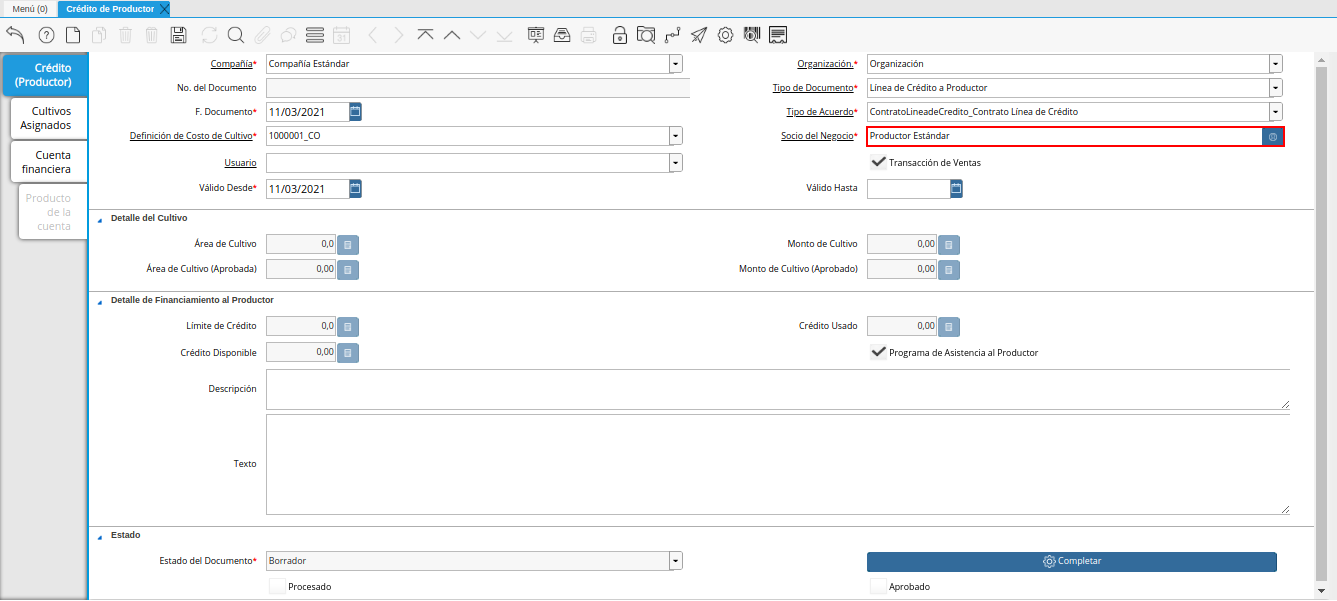 Menú (0)
Crédito de Productor
31
Crédito
(Productor)
Cultivos
Asignados
Cuenta
financiera
Producto
de la
cuenta
Compañía* Compañía Estándar
Organización.* Organización
No. del Documento
Tipo de Documento* Línea de Crédito a Productor
F. Documento* 11/03/2021
Tipo de Acuerdo* ContratoLineadeCredito_Contrato Línea de Crédito
Definición de Costo de Cultivo* 1000001_CO
Socio del Negocio* Productor Estándar
Usuario
Transacción de Ventas
Válido Desde* 11/03/2021
Válido Hasta
Detalle del Cultivo
Área de Cultivo 0,0
Monto de Cultivo 0,00
Área de Cultivo (Aprobada) 0,00
Monto de Cultivo (Aprobado) 0,00
Detalle de Financiamiento al Productor
Límite de Crédito 0,0
Crédito Usado 0,00
Crédito Disponible 0,00
Programa de Asistencia al Productor
Descripción
Texto
Estado
Estado del Documento* Borrador
Completar
Procesado
Aprobado